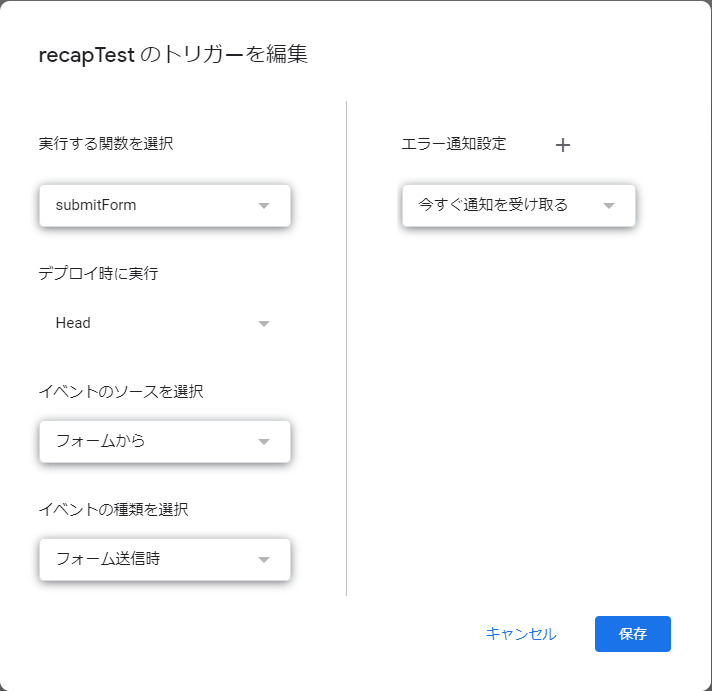 recapTest のトリガーを編集
実行する関数を選択
submitForm
デプロイ時に実行
Head
イベントのソースを選択
フォームから
イベントの種類を選択
フォーム送信時
エラー通知設定 +
今すぐ通知を受け取る
キャンセル
保存